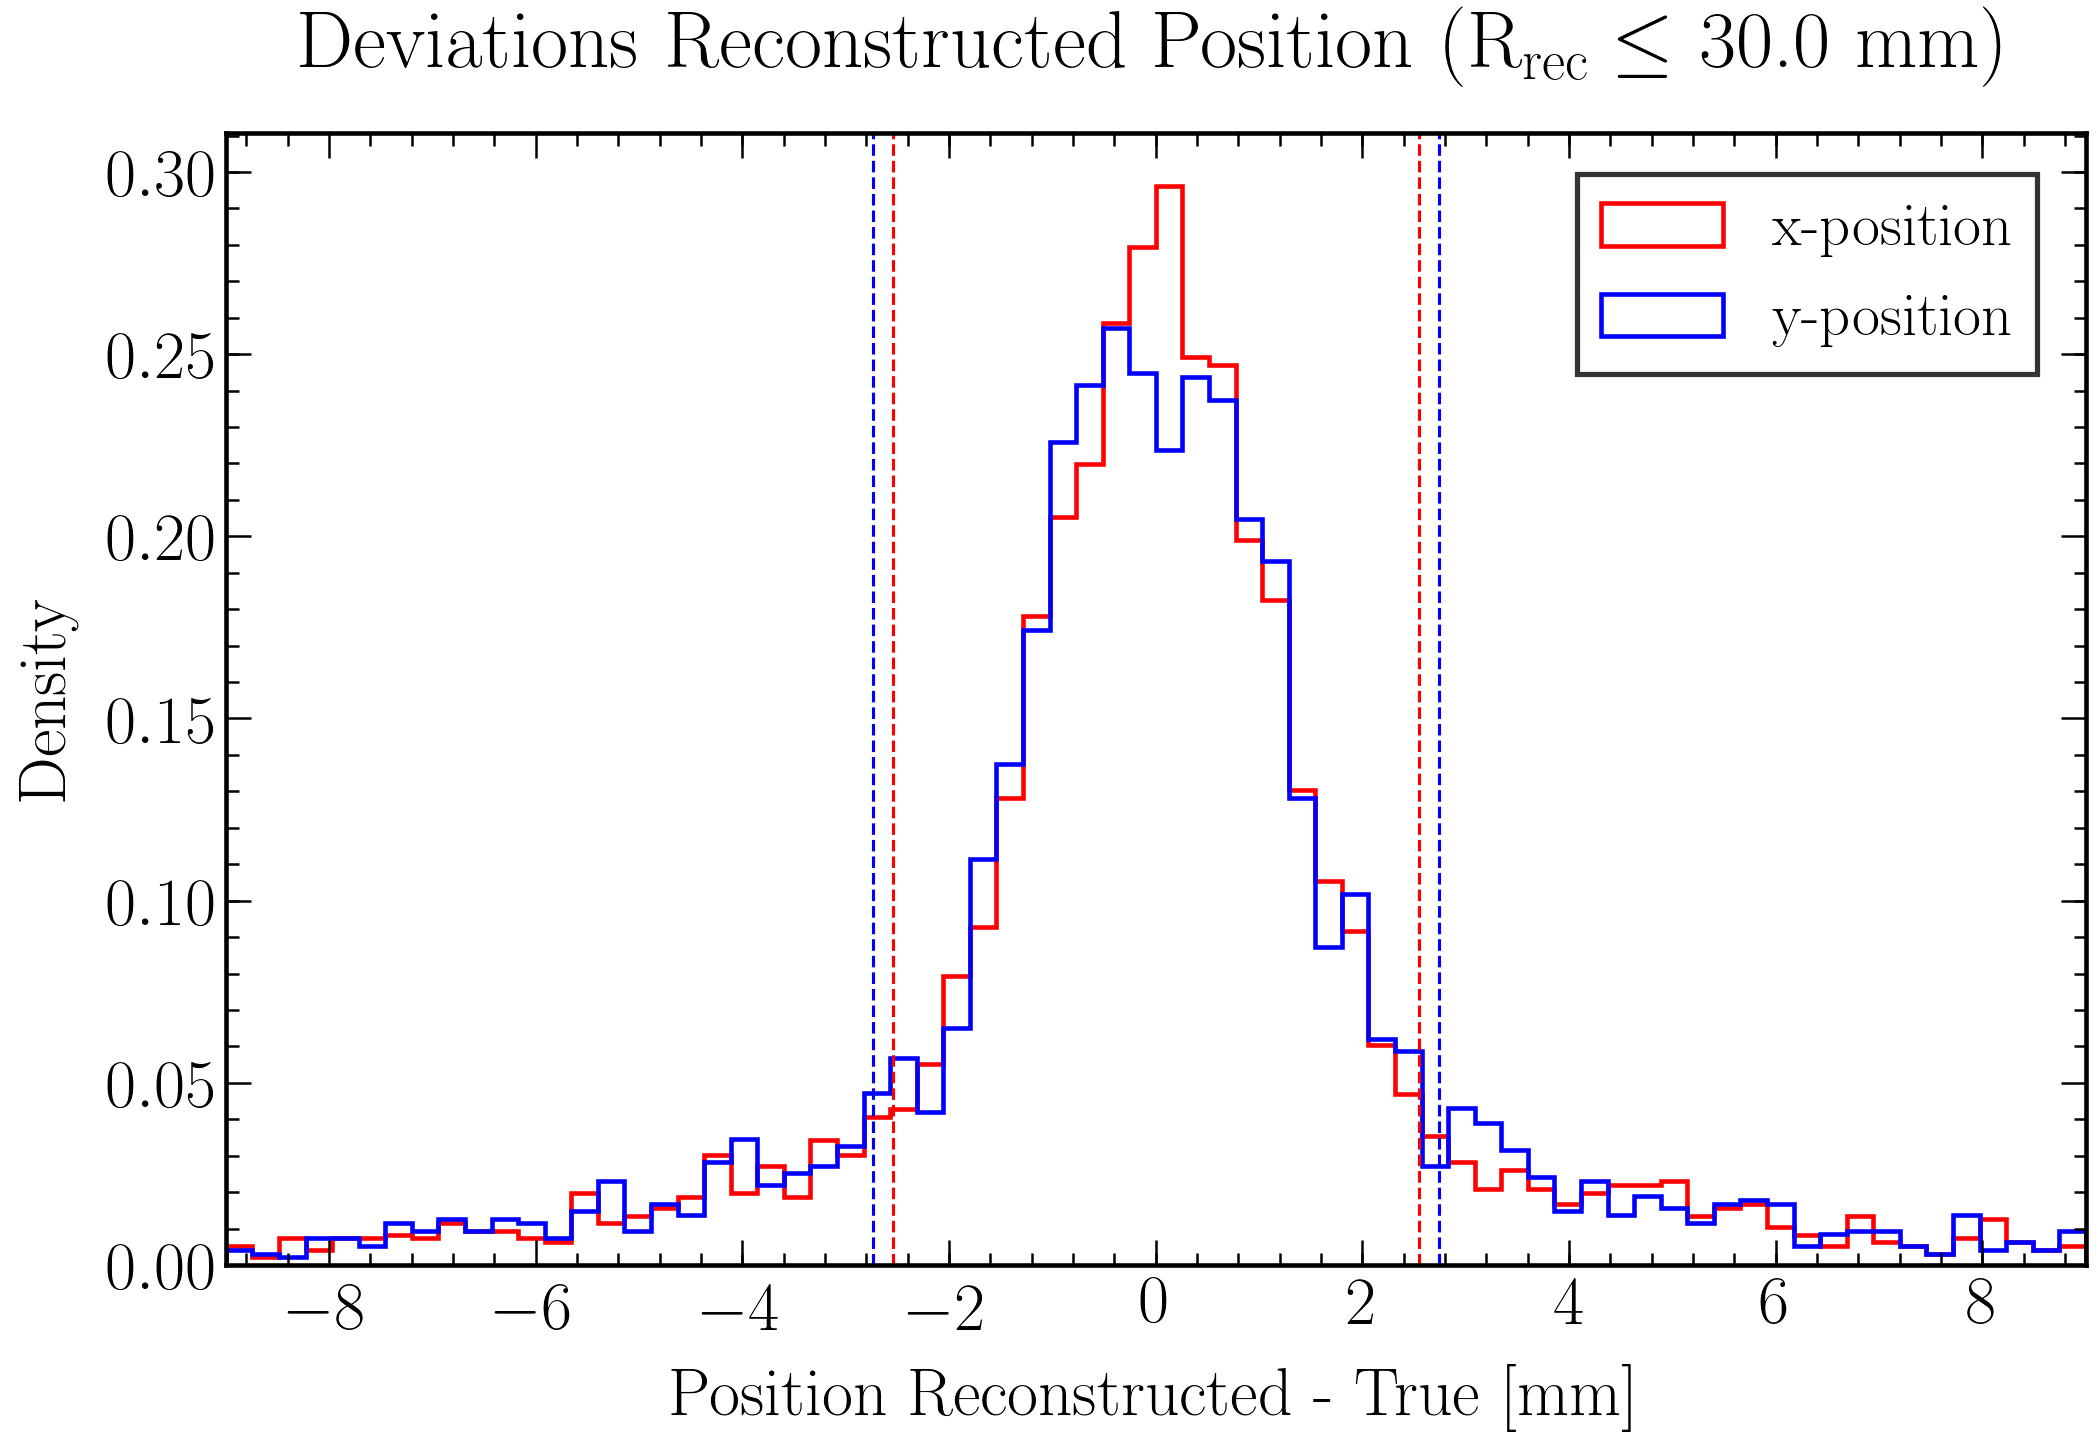 Deviations Reconstructed Position (R_rec ≤ 30.0 mm)
0.30
0.25
0.20
0.15
0.10
0.05
0.00
Density
x-position
y-position
−8 −6 −4 −2 0 2 4 6 8
Position Reconstructed - True [mm]